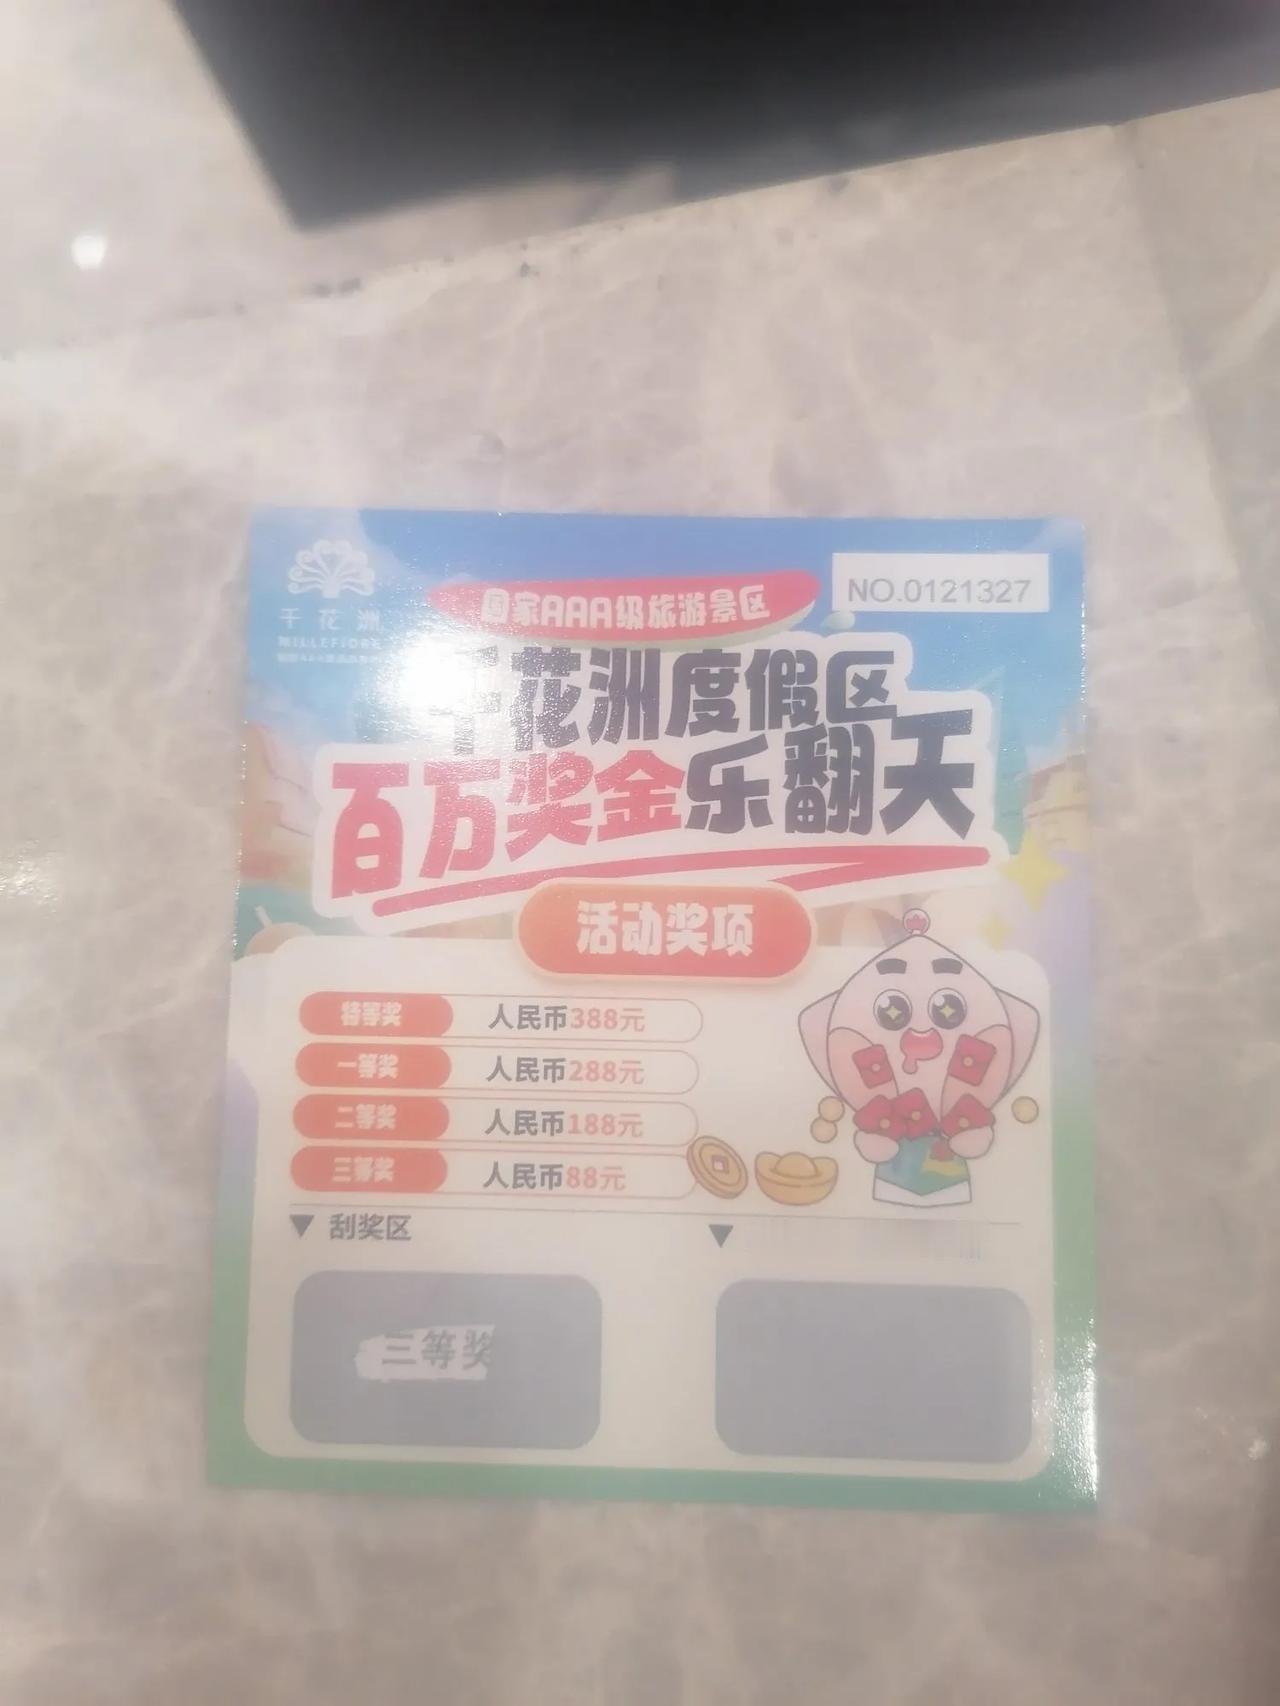 千花洲
MILLEFIORE
国家AAA级旅游景区
NO.0121327
千花洲度假区
百万奖金乐翻天
活动奖项
特等奖 人民币388元
一等奖 人民币288元
二等奖 人民币188元
三等奖 人民币88元
▼ 刮奖区
▼
三等奖